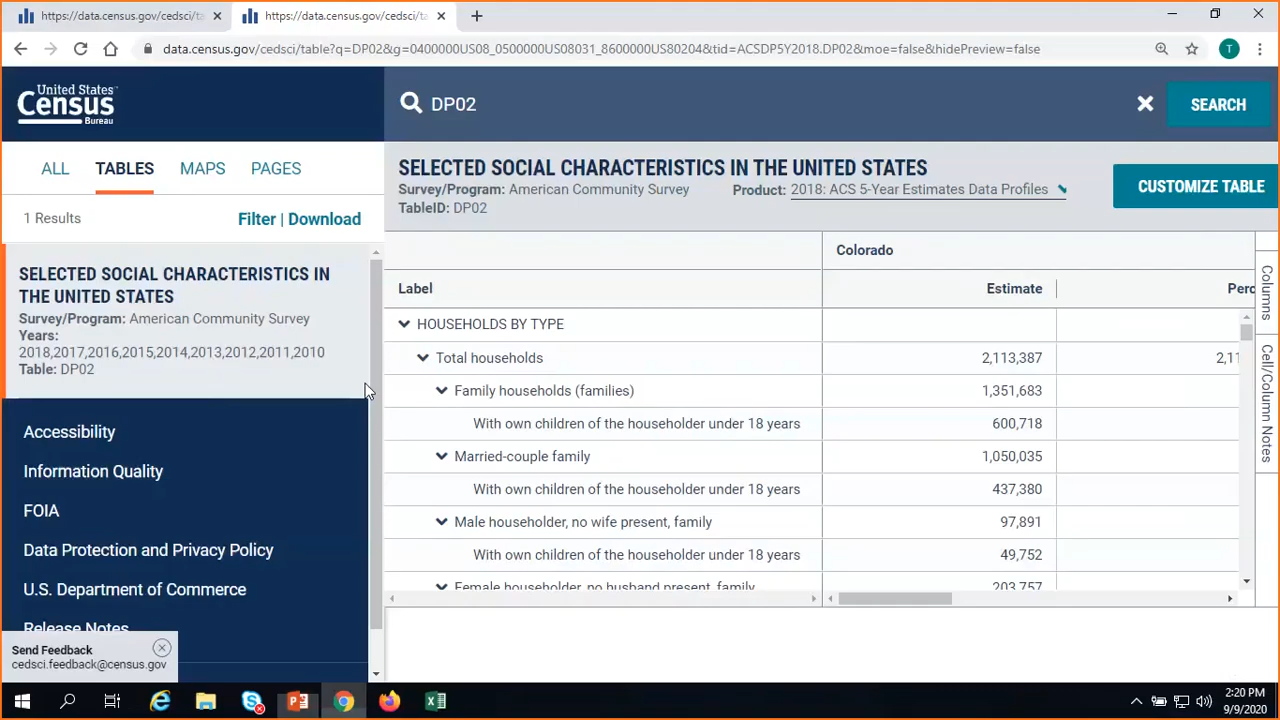 https://data.census.gov/cedsci/ta
https://data.census.gov/cedsci/ta
data.census.gov/cedsci/table?q=DP02&g=0400000US08_0500000US08031_8600000US80204&tid=ACSDP5Y2018.DP02&moe=false&hidePreview=false
T
United States
Census
Bureau
DP02
SEARCH
ALL
TABLES
MAPS
PAGES
SELECTED SOCIAL CHARACTERISTICS IN THE UNITED STATES
Survey/Program: American Community Survey
Product: 2018: ACS 5-Year Estimates Data Profiles
TableID: DP02
CUSTOMIZE TABLE
1 Results
Filter | Download
SELECTED SOCIAL CHARACTERISTICS IN
THE UNITED STATES
Survey/Program: American Community Survey
Years:
2018,2017,2016,2015,2014,2013,2012,2011,2010
Table: DP02
Accessibility
Information Quality
FOIA
Data Protection and Privacy Policy
U.S. Department of Commerce
Release Notes
Send Feedback
cedsci.feedback@census.gov
Colorado
Label Estimate Perc
HOUSEHOLDS BY TYPE
Total households 2,113,387 2,11
Family households (families) 1,351,683
With own children of the householder under 18 years 600,718
Married-couple family 1,050,035
With own children of the householder under 18 years 437,380
Male householder, no wife present, family 97,891
With own children of the householder under 18 years 49,752
Female householder, no husband present, family 203,757
Columns
Cell/Column Notes
2:20 PM
9/9/2020